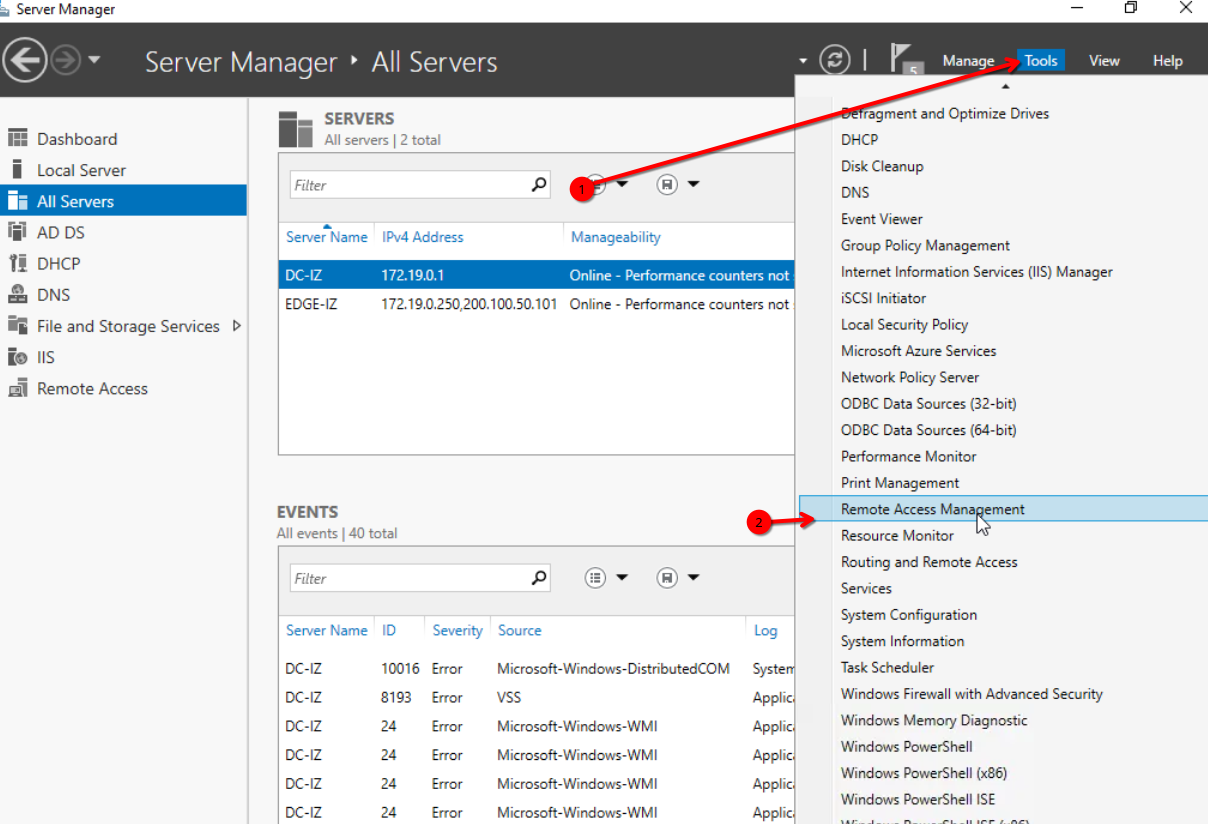 Server Manager
Server Manager ‣ All Servers
5
Manage
Tools
View
Help
Dashboard
Local Server
All Servers
AD DS
DHCP
DNS
File and Storage Services
IIS
Remote Access
SERVERS
All servers | 2 total
Filter
1
Server Name IPv4 Address Manageability
DC-IZ 172.19.0.1 Online - Performance counters not
EDGE-IZ 172.19.0.250,200.100.50.101 Online - Performance counters not
EVENTS
All events | 40 total
Filter
Server Name ID Severity Source Log
DC-IZ 10016 Error Microsoft-Windows-DistributedCOM System
DC-IZ 8193 Error VSS Applic
DC-IZ 24 Error Microsoft-Windows-WMI Applic
DC-IZ 24 Error Microsoft-Windows-WMI Applic
DC-IZ 24 Error Microsoft-Windows-WMI Applic
DC-IZ 24 Error Microsoft-Windows-WMI Applic
Defragment and Optimize Drives
DHCP
Disk Cleanup
DNS
Event Viewer
Group Policy Management
Internet Information Services (IIS) Manager
iSCSI Initiator
Local Security Policy
Microsoft Azure Services
Network Policy Server
ODBC Data Sources (32-bit)
ODBC Data Sources (64-bit)
Performance Monitor
Print Management
2
Remote Access Management
Resource Monitor
Routing and Remote Access
Services
System Configuration
System Information
Task Scheduler
Windows Firewall with Advanced Security
Windows Memory Diagnostic
Windows PowerShell
Windows PowerShell (x86)
Windows PowerShell ISE
Windows PowerShell ISE (x86)